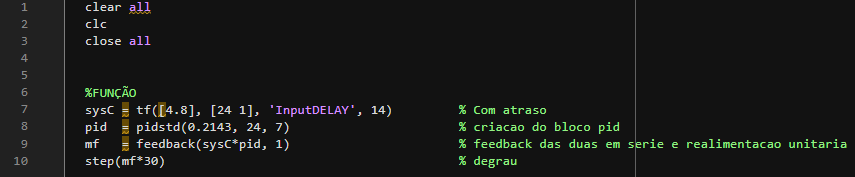 1 clear all
2 clc
3 close all
4
5
6 %FUNÇÃO
7 sysC = tf([4.8], [24 1], 'InputDELAY', 14) % Com atraso
8 pid = pidstd(0.2143, 24, 7) % criacao do bloco pid
9 mf = feedback(sysC*pid, 1) % feedback das duas em serie e realimentacao unitaria
10 step(mf*30) % degrau